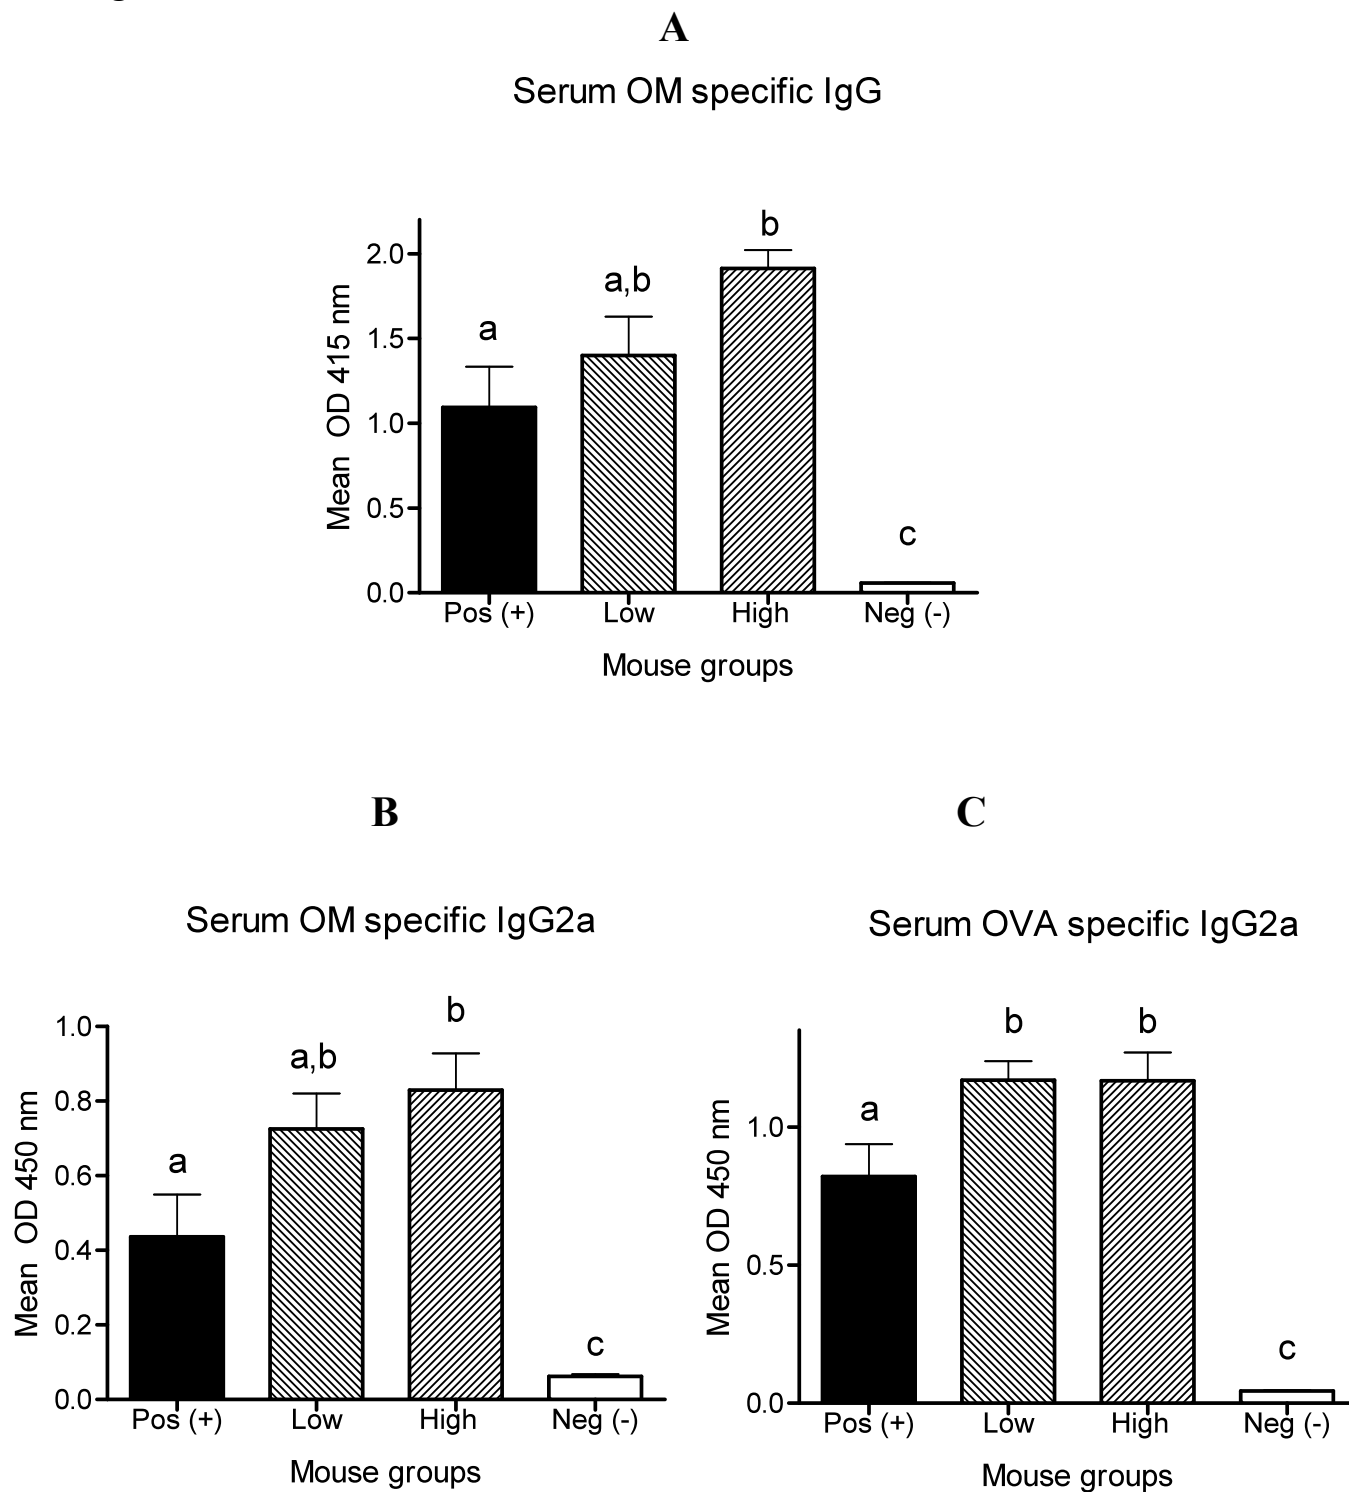 A
Serum OM specific IgG
Mean OD 415 nm
2.0
1.5
1.0
0.5
0.0
a
a,b
b
c
Pos (+) Low High Neg (-)
Mouse groups
B
Serum OM specific IgG2a
Mean OD 450 nm
1.0
0.8
0.6
0.4
0.2
0.0
a
a,b
b
c
Pos (+) Low High Neg (-)
Mouse groups
C
Serum OVA specific IgG2a
Mean OD 450 nm
1.0
0.5
0.0
a
b
b
c
Pos (+) Low High Neg (-)
Mouse groups